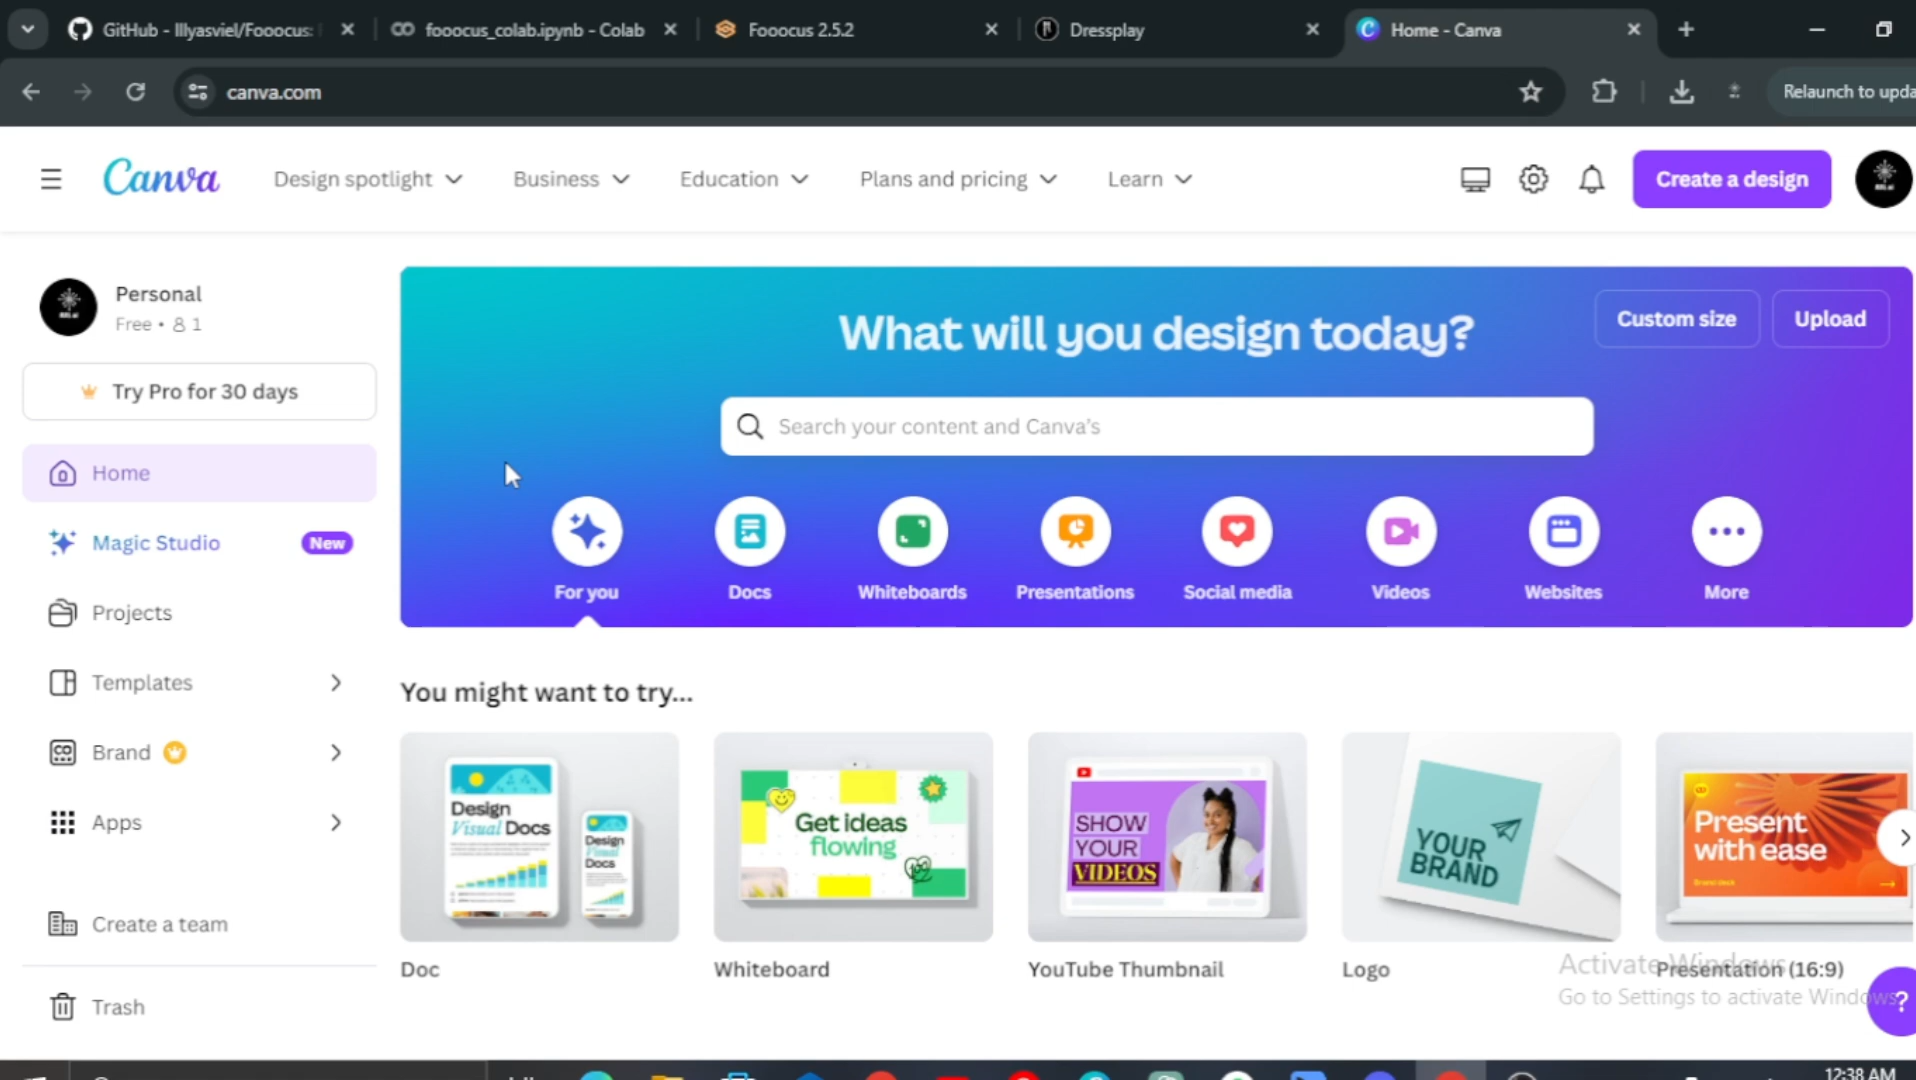 GitHub - lllyasviel/Fooocus:
fooocus_colab.ipynb - Colab
Fooocus 2.5.2
Dressplay
Home - Canva
canva.com
Relaunch to upda
Canva
Design spotlight
Business
Education
Plans and pricing
Learn
Create a design
Personal
Free • 1
Try Pro for 30 days
Home
Magic Studio
New
Projects
Templates
Brand
Apps
Create a team
Trash
What will you design today?
Custom size
Upload
Search your content and Canva's
For you
Docs
Whiteboards
Presentations
Social media
Videos
Websites
More
You might want to try...
Design
Visual Docs
Design
Visual
Docs
Get ideas
flowing
SHOW
YOUR
VIDEOS
YOUR
BRAND
Present
with ease
Brand deck
Doc
Whiteboard
YouTube Thumbnail
Logo
Presentation (16:9)
Activate Windows
Go to Settings to activate Windows
?
12:38 AM